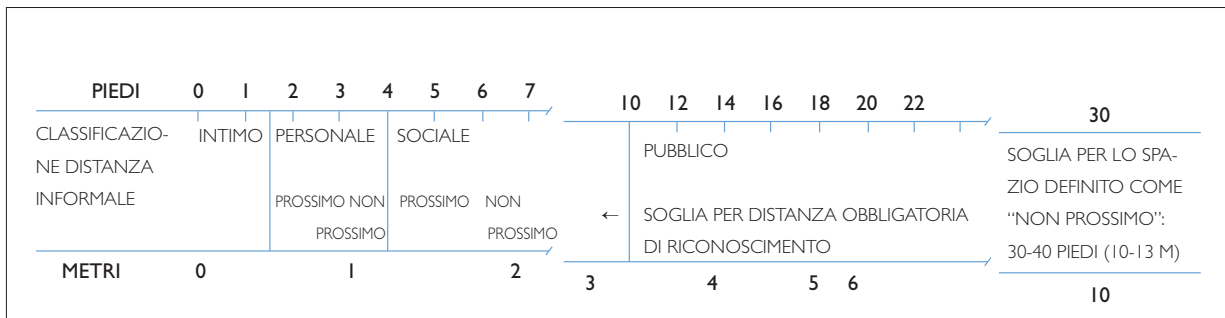 PIEDI 0 1 2 3 4 5 6 7
10 12 14 16 18 20 22
30
CLASSIFICAZIO-
NE DISTANZA
INFORMALE
INTIMO
PERSONALE
PROSSIMO NON
PROSSIMO
SOCIALE
PROSSIMO NON
PROSSIMO
PUBBLICO
← SOGLIA PER DISTANZA OBBLIGATORIA
DI RICONOSCIMENTO
SOGLIA PER LO SPA-
ZIO DEFINITO COME
“NON PROSSIMO”:
30-40 PIEDI (10-13 M)
METRI 0 1 2
3 4 5 6
10